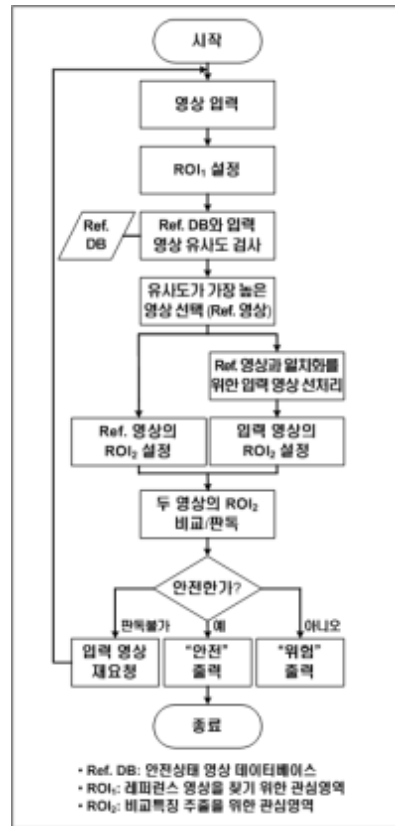 시작
영상 입력
ROI₁ 설정
Ref.
DB
Ref. DB와 입력
영상 유사도 검사
유사도가 가장 높은
영상 선택 (Ref. 영상)
Ref. 영상과 일치화를
위한 입력 영상 선처리
Ref. 영상의
ROI₂ 설정
입력 영상의
ROI₂ 설정
두 영상의 ROI₂
비교/판독
안전한가?
판독불가
예
아니오
입력 영상
재요청
“안전”
출력
“위험”
출력
종료
• Ref. DB: 안전상태 영상 데이터베이스
• ROI₁: 레퍼런스 영상을 찾기 위한 관심영역
• ROI₂: 비교특징 추출을 위한 관심영역